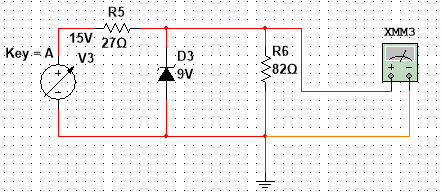 R5
XMM3
15V
27Ω
Key = A
V3
D3
9V
R6
82Ω